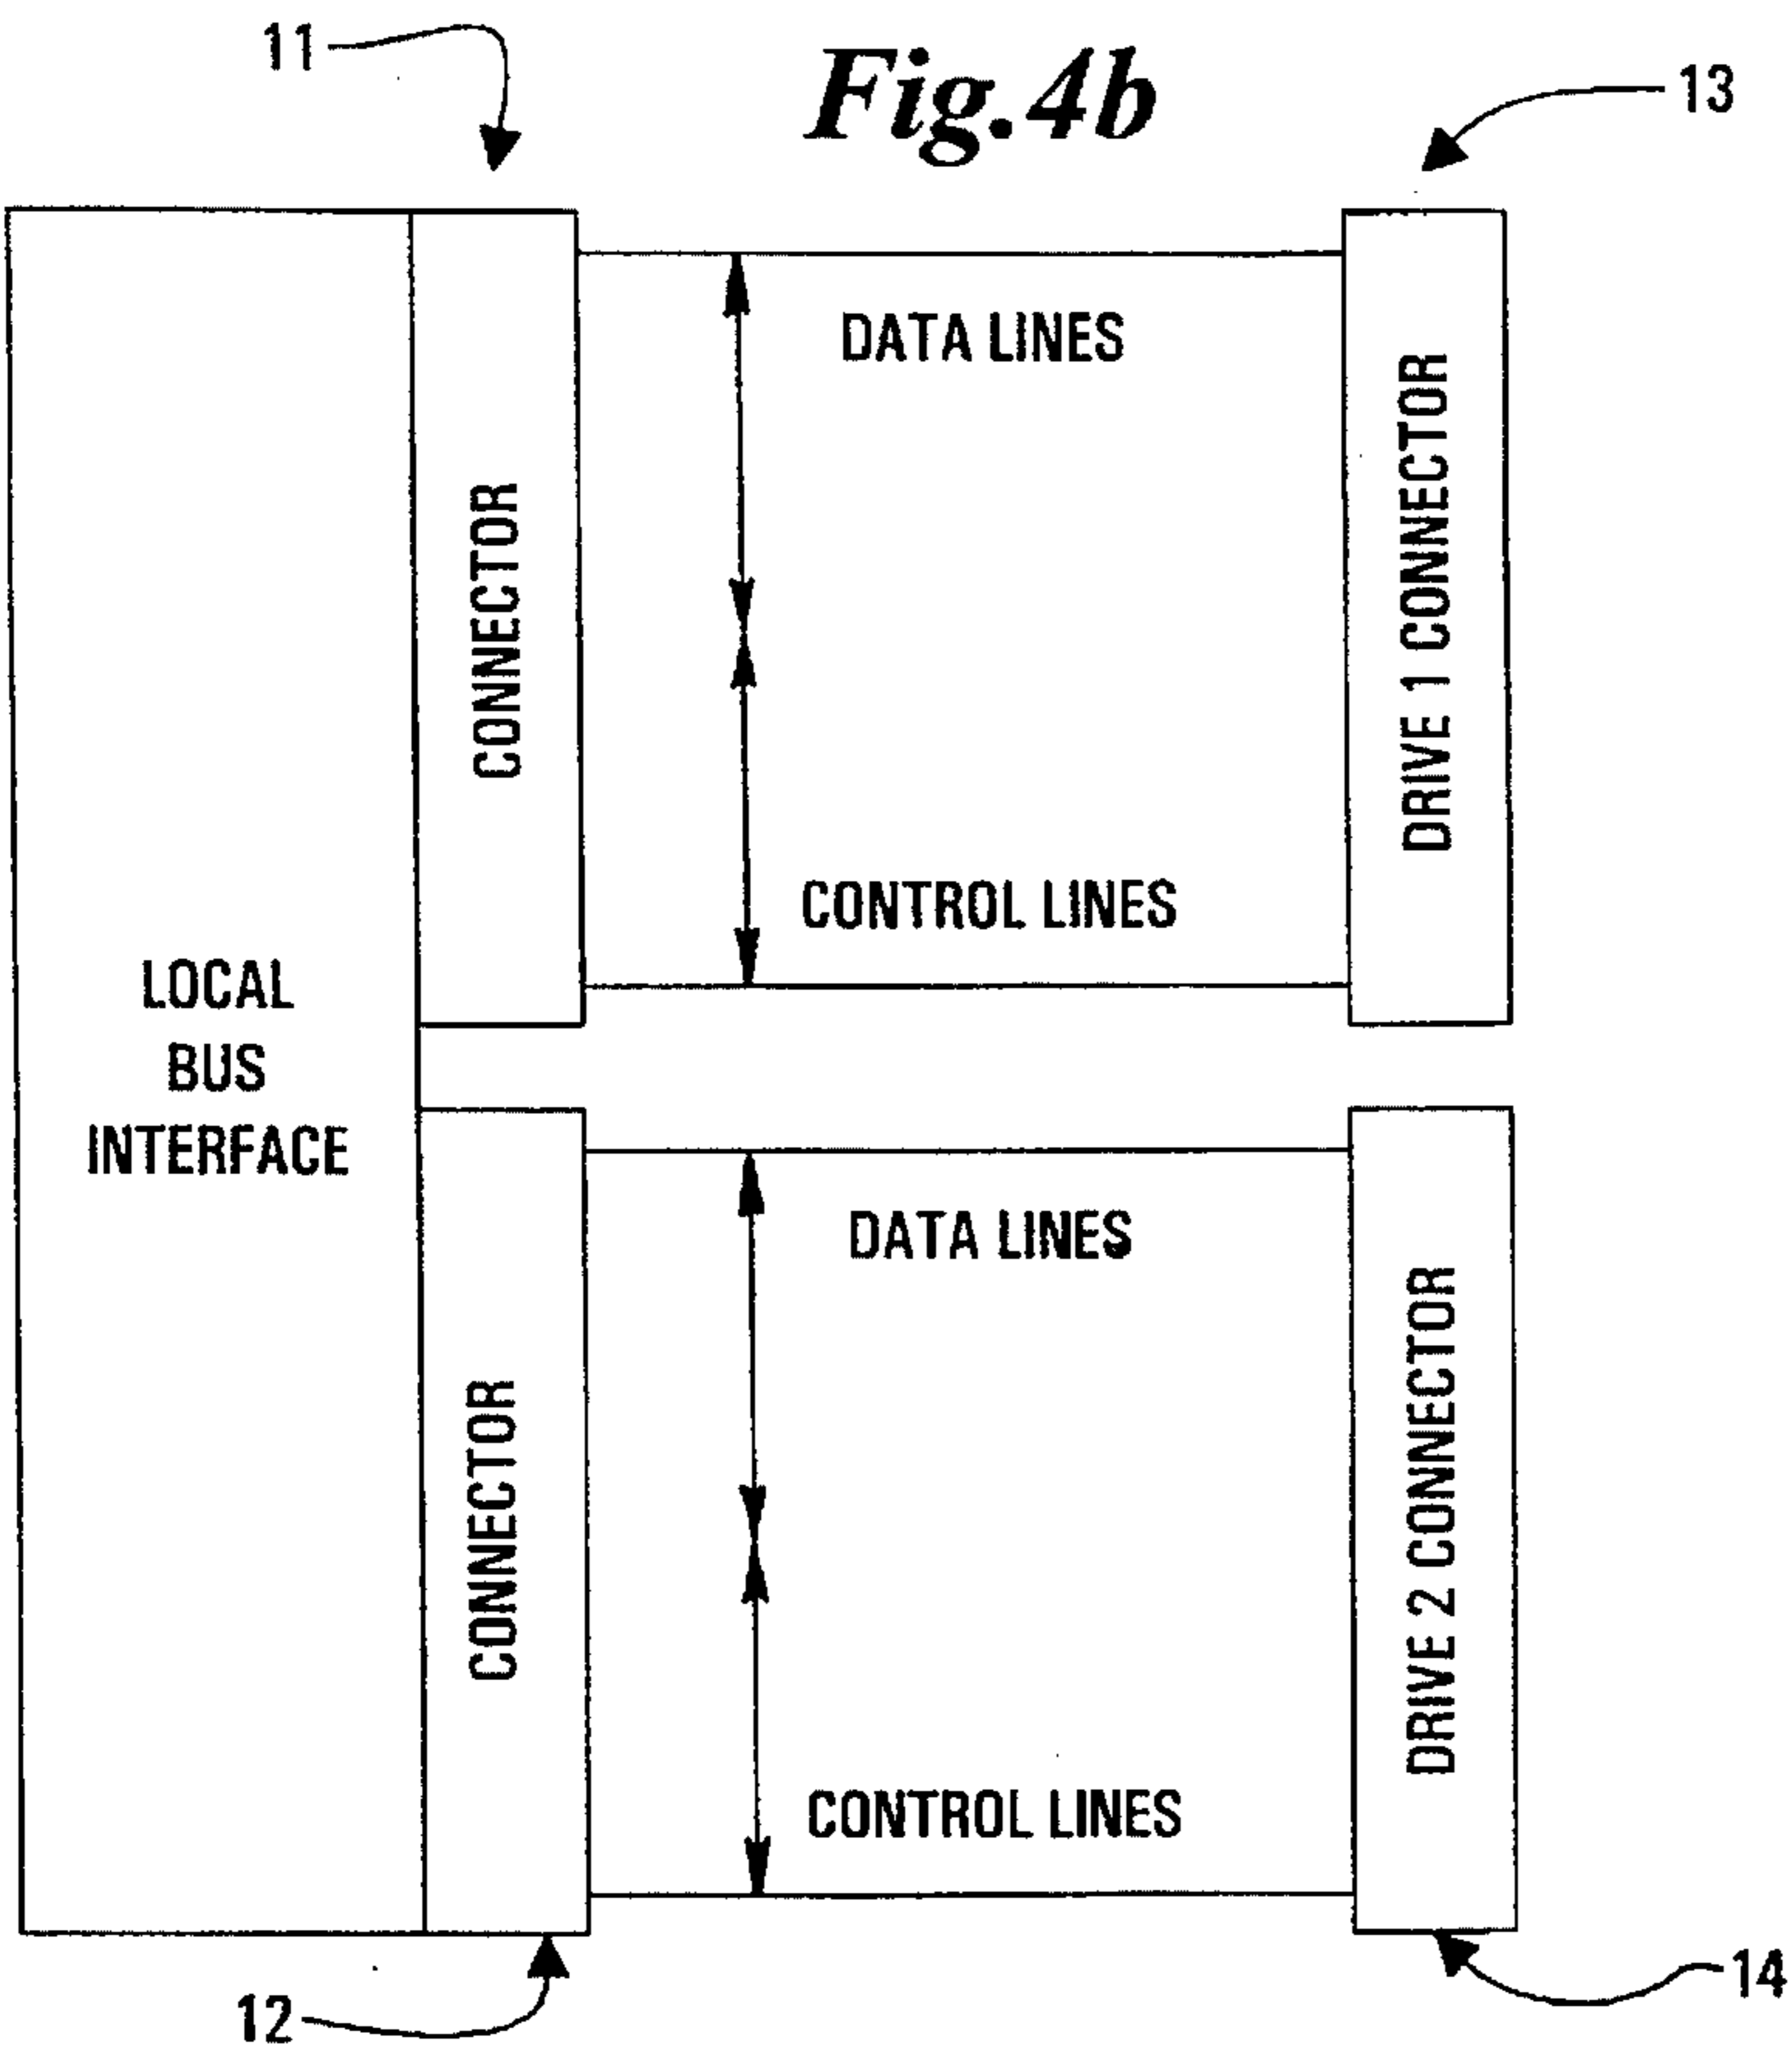 11
Fig.4b
13
DATA LINES
CONNECTOR
DRIVE 1 CONNECTOR
CONTROL LINES
LOCAL
BUS
INTERFACE
DATA LINES
CONNECTOR
DRIVE 2 CONNECTOR
CONTROL LINES
12
14